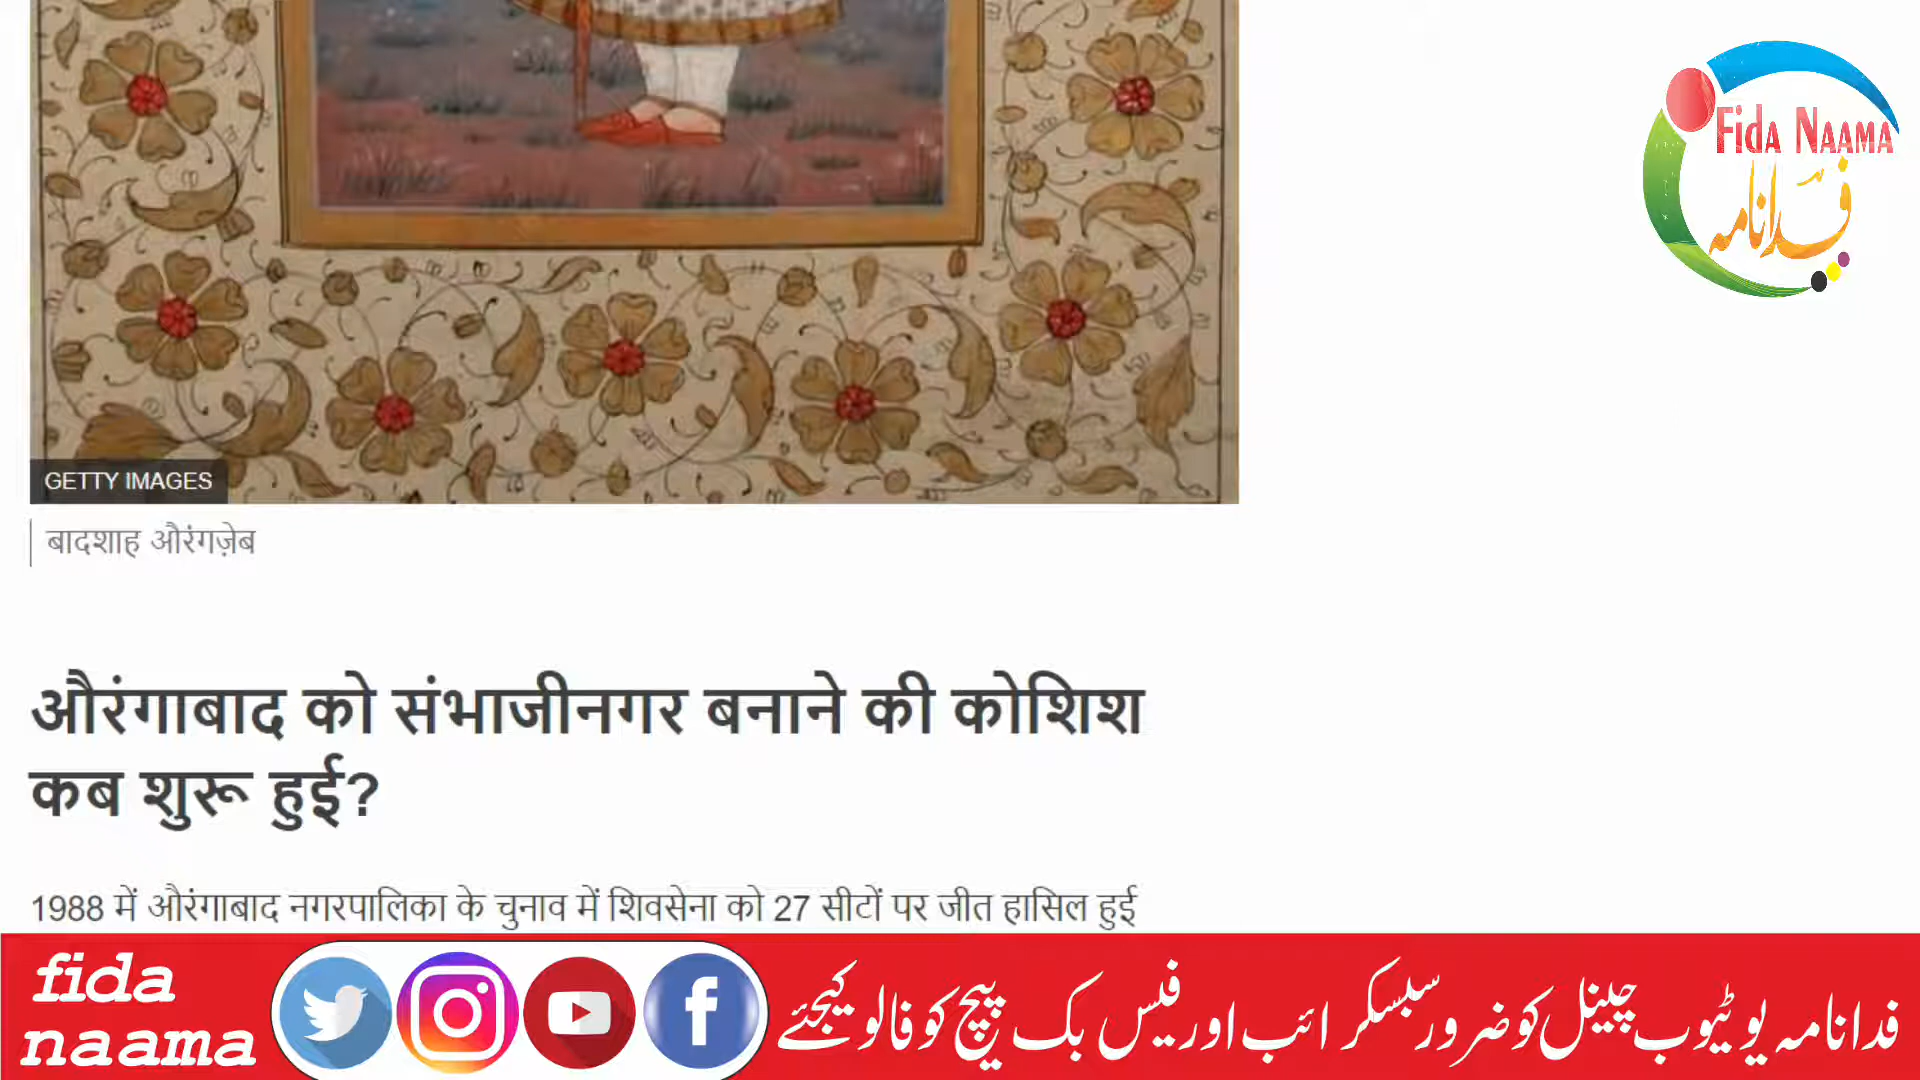 Fida Naama
فدانامہ
GETTY IMAGES
बादशाह औरंगज़ेब
औरंगाबाद को संभाजीनगर बनाने की कोशिश
कब शुरू हुई?
1988 में औरंगाबाद नगरपालिका के चुनाव में शिवसेना को 27 सीटों पर जीत हासिल हुई
fida
naama
فدانامہ یوٹیوب چینل کو ضرور سبسکرائب اور فیس بک پیج کو فالو کیجئے